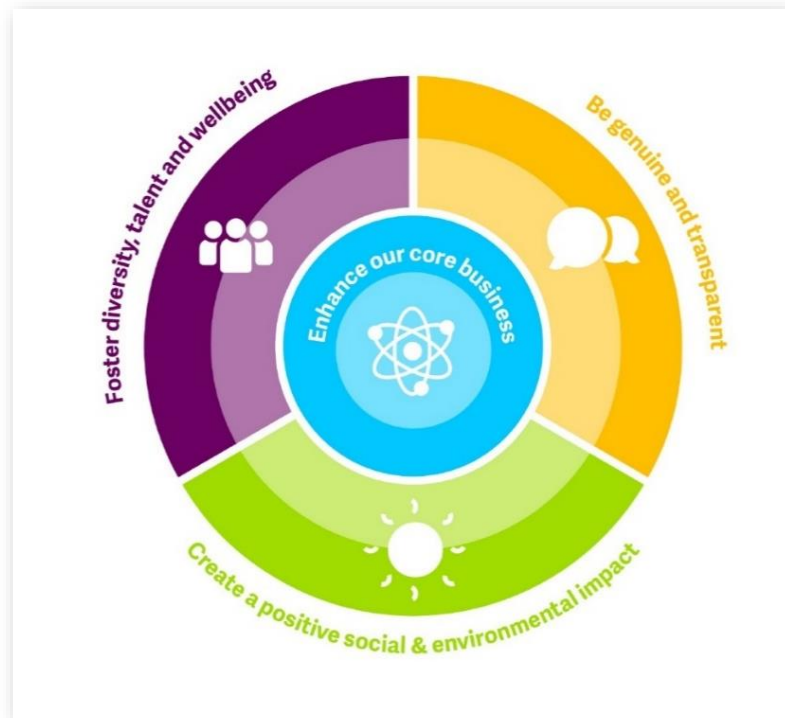 Foster diversity, talent and wellbeing
Be genuine and transparent
Enhance our core business
Create a positive social & environmental impact